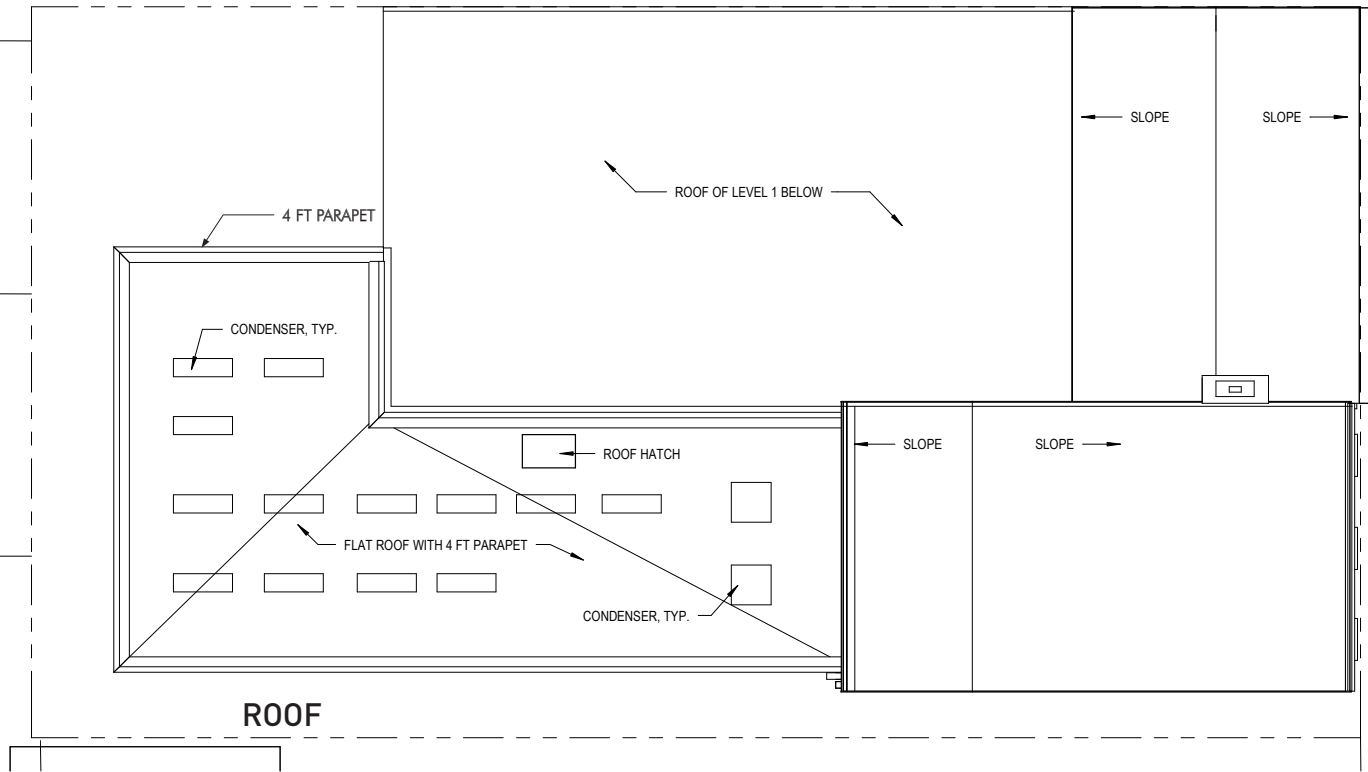 SLOPE
SLOPE
ROOF OF LEVEL 1 BELOW
4 FT PARAPET
CONDENSER, TYP.
SLOPE
SLOPE
ROOF HATCH
FLAT ROOF WITH 4 FT PARAPET
CONDENSER, TYP.
ROOF